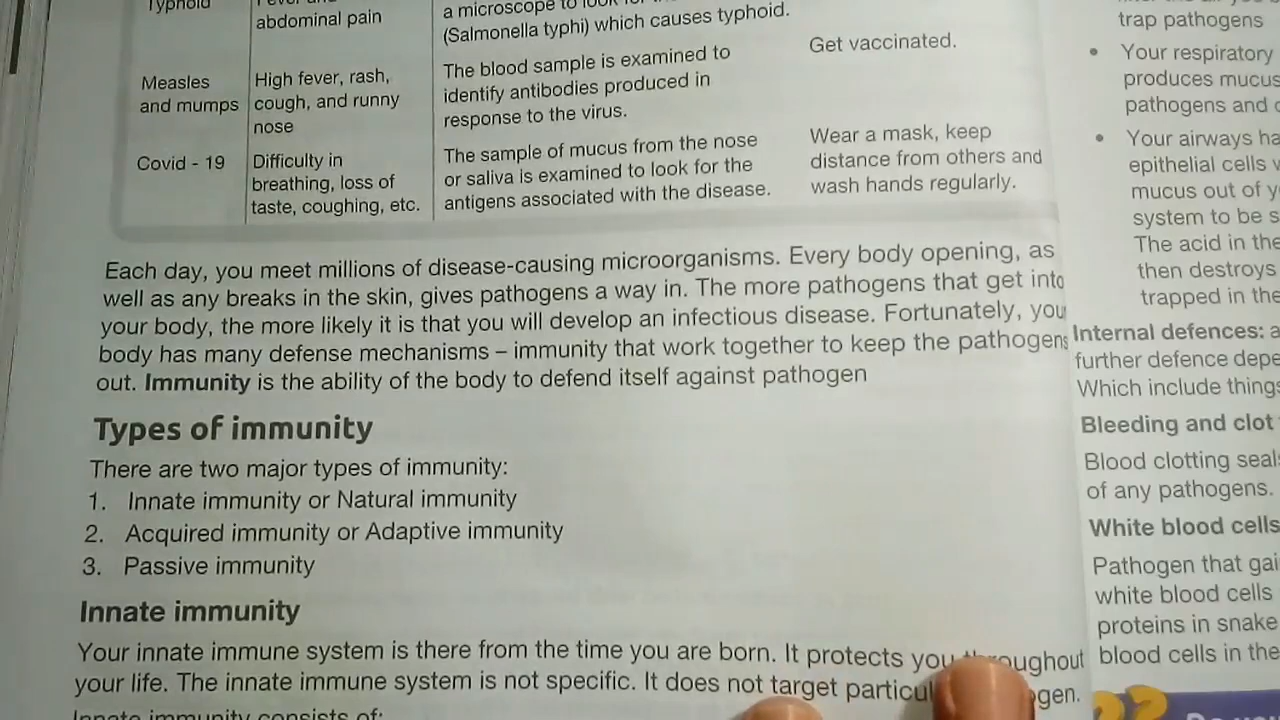 Typhoid
abdominal pain
a microscope to look for
(Salmonella typhi) which causes typhoid.
Measles
and mumps
High fever, rash,
cough, and runny
nose
The blood sample is examined to
identify antibodies produced in
response to the virus.
Get vaccinated.
Covid - 19
Difficulty in
breathing, loss of
taste, coughing, etc.
The sample of mucus from the nose
or saliva is examined to look for the
antigens associated with the disease.
Wear a mask, keep
distance from others and
wash hands regularly.
Each day, you meet millions of disease-causing microorganisms. Every body opening, as
well as any breaks in the skin, gives pathogens a way in. The more pathogens that get into
your body, the more likely it is that you will develop an infectious disease. Fortunately, you
body has many defense mechanisms – immunity that work together to keep the pathogens
out. Immunity is the ability of the body to defend itself against pathogen
Types of immunity
There are two major types of immunity:
1. Innate immunity or Natural immunity
2. Acquired immunity or Adaptive immunity
3. Passive immunity
Innate immunity
Your innate immune system is there from the time you are born. It protects you throughout
your life. The innate immune system is not specific. It does not target
Innate immunity consists of:
trap pathogens
• Your respiratory
produces mucus
pathogens and
• Your airways
epithelial cells
mucus out of
system to be
The acid in the
then destroys
trapped in the
Internal defences:
further defence
Which include things
Bleeding and clot
Blood clotting
of any pathogens.
White blood cells
Pathogen that
white blood cells
proteins in snake
blood cells in the
??